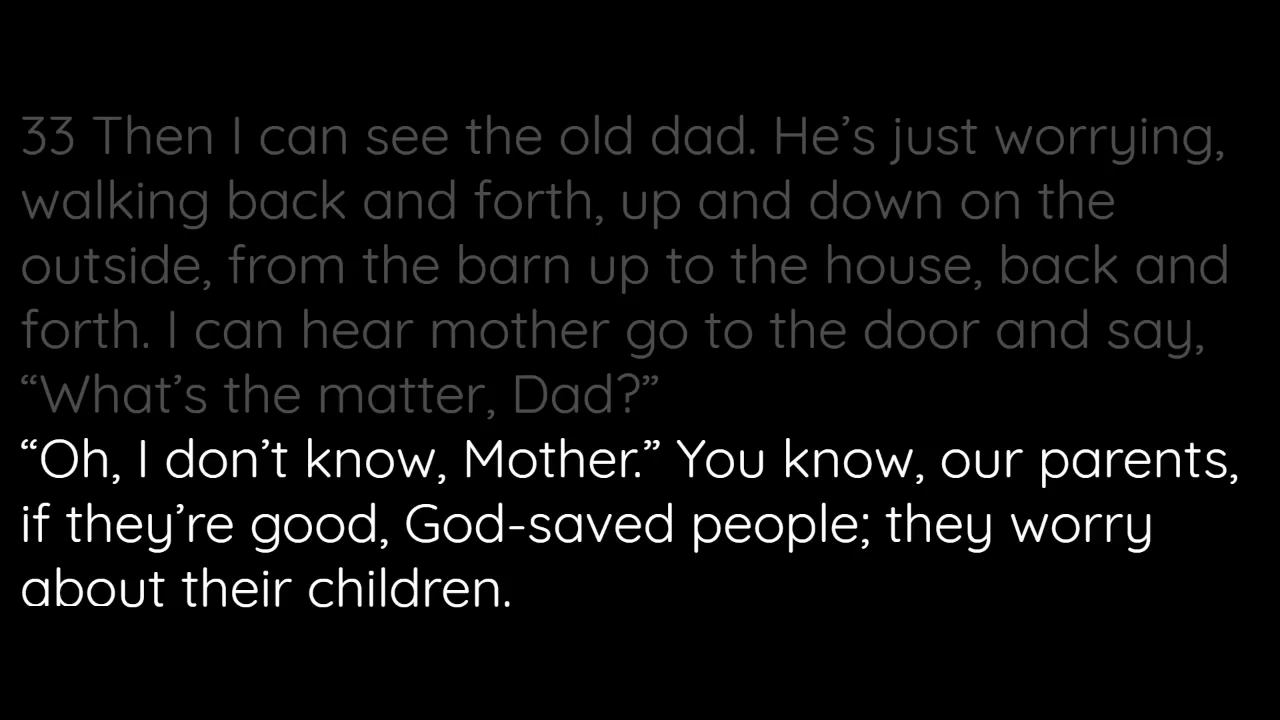 33 Then I can see the old dad. He’s just worrying,
walking back and forth, up and down on the
outside, from the barn up to the house, back and
forth. I can hear mother go to the door and say,
“What’s the matter, Dad?”
“Oh, I don’t know, Mother.” You know, our parents,
if they’re good, God-saved people; they worry
about their children.